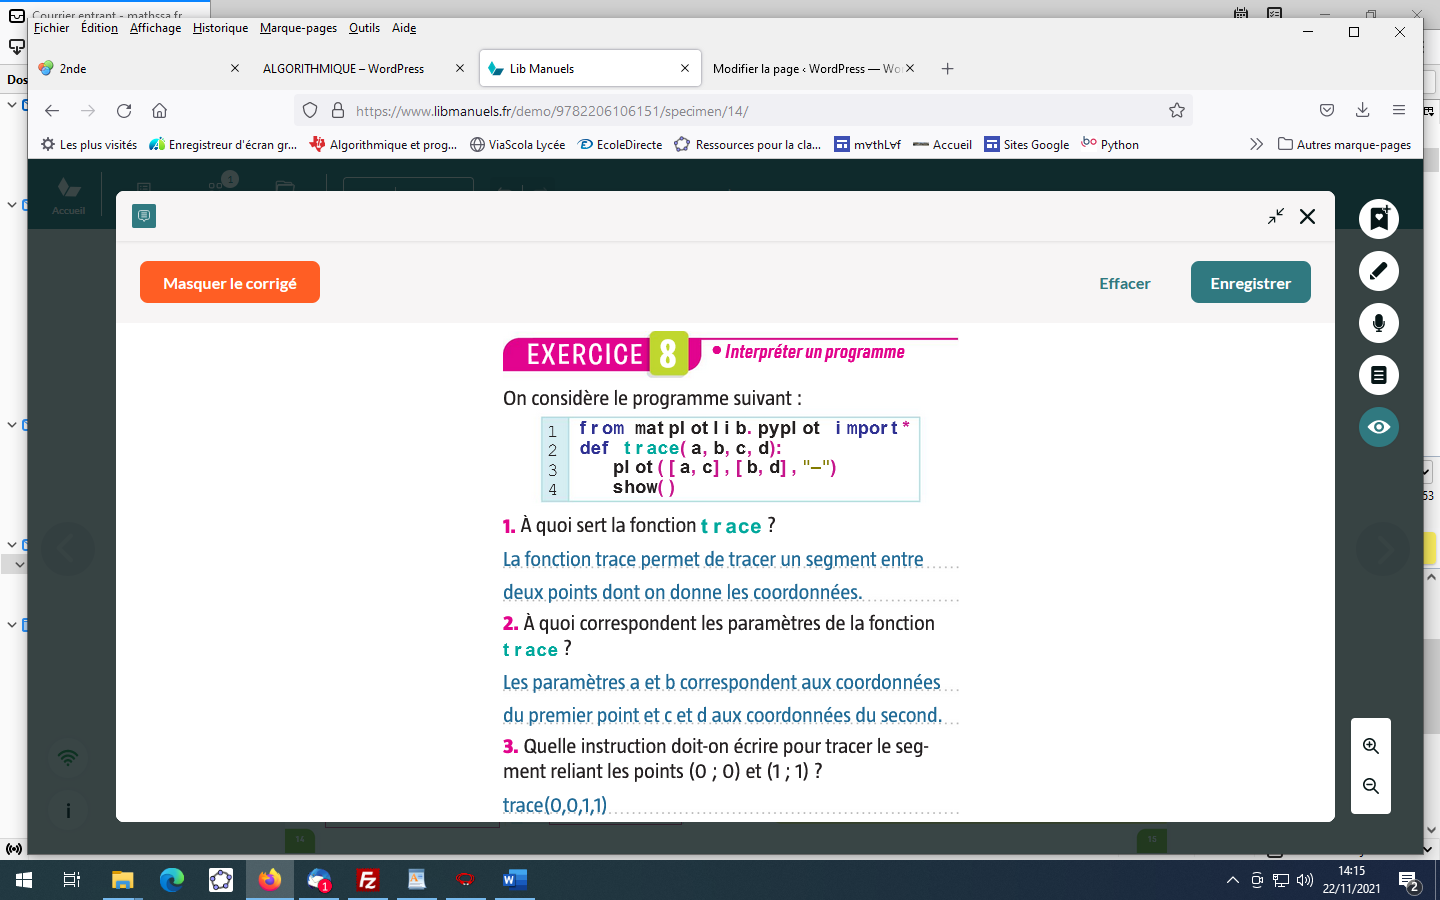 Courrier entrant - mathssa.fr
Fichier Édition Affichage Historique Marque-pages Outils Aide
Dos
2nde
ALGORITHMIQUE – WordPress
Lib Manuels
Modifier la page ‹ WordPress — Wo
https://www.libmanuels.fr/demo/9782206106151/specimen/14/
Les plus visités
Enregistreur d'écran gr...
Algorithmique et prog...
ViaScola Lycée
EcoleDirecte
Ressources pour la cla...
m∀thL∀f
Accueil
Sites Google
Python
Autres marque-pages
1
Accueil
Masquer le corrigé
Effacer
Enregistrer
EXERCICE 8 • Interpréter un programme
On considère le programme suivant :
1 from matplotlib.pyplot import*
2 def trace(a,b,c,d):
3 plot([a,c],[b,d],"–")
4 show()
1. À quoi sert la fonction trace ?
La fonction trace permet de tracer un segment entre
deux points dont on donne les coordonnées.
2. À quoi correspondent les paramètres de la fonction
trace ?
Les paramètres a et b correspondent aux coordonnées
du premier point et c et d aux coordonnées du second.
3. Quelle instruction doit-on écrire pour tracer le seg-
ment reliant les points (0 ; 0) et (1 ; 1) ?
trace(0,0,1,1)
53
14
15
1
14:15
22/11/2021
2